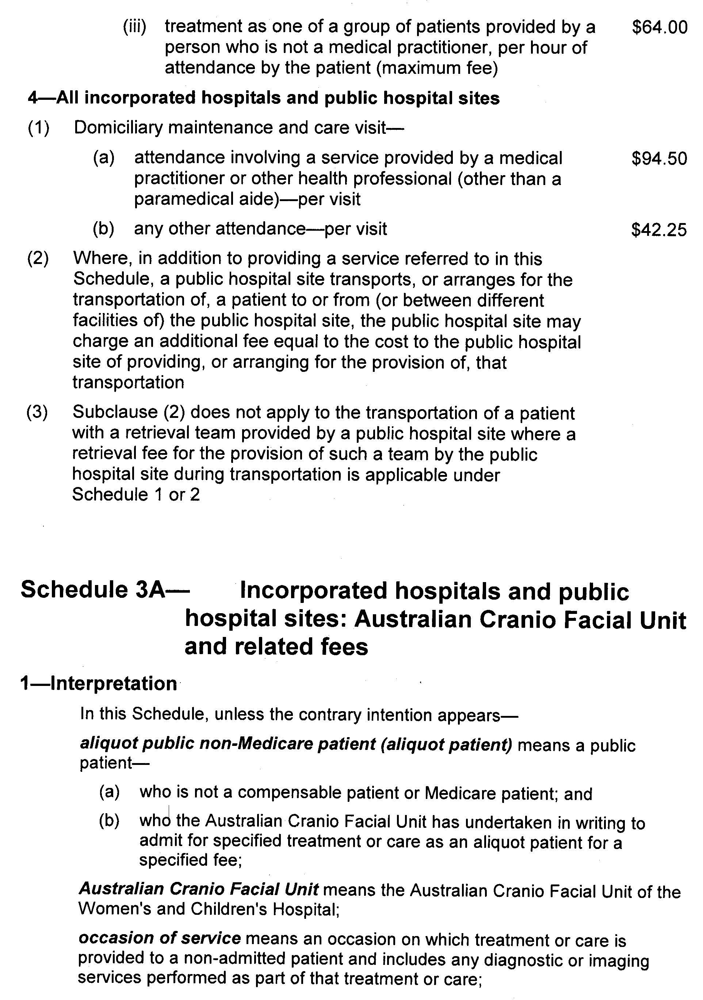 (iii) treatment as one of a group of patients provided by a $64.00
person who is not a medical practitioner, per hour of
attendance by the patient (maximum fee)
4—All incorporated hospitals and public hospital sites
(1) Domiciliary maintenance and care visit—
(a) attendance involving a service provided by a medical $94.50
practitioner or other health professional (other than a
paramedical aide)—per visit
(b) any other attendance—per visit $42.25
(2) Where, in addition to providing a service referred to in this
Schedule, a public hospital site transports, or arranges for the
transportation of, a patient to or from (or between different
facilities of) the public hospital site, the public hospital site may
charge an additional fee equal to the cost to the public hospital
site of providing, or arranging for the provision of, that
transportation
(3) Subclause (2) does not apply to the transportation of a patient
with a retrieval team provided by a public hospital site where a
retrieval fee for the provision of such a team by the public
hospital site during transportation is applicable under
Schedule 1 or 2
Schedule 3A— Incorporated hospitals and public
hospital sites: Australian Cranio Facial Unit
and related fees
1—Interpretation
In this Schedule, unless the contrary intention appears—
aliquot public non-Medicare patient (aliquot patient) means a public
patient—
(a) who is not a compensable patient or Medicare patient; and
(b) who the Australian Cranio Facial Unit has undertaken in writing to
admit for specified treatment or care as an aliquot patient for a
specified fee;
Australian Cranio Facial Unit means the Australian Cranio Facial Unit of the
Women's and Children's Hospital;
occasion of service means an occasion on which treatment or care is
provided to a non-admitted patient and includes any diagnostic or imaging
services performed as part of that treatment or care;